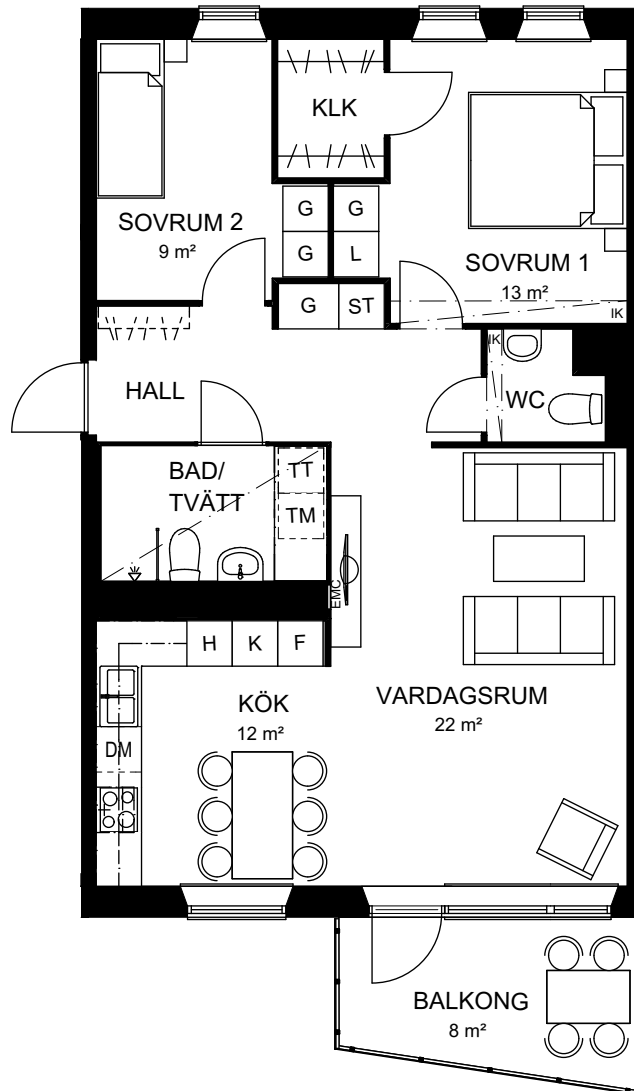 KLK
SOVRUM 2
9 m²
G
G
G
L
SOVRUM 1
13 m²
IK
G
ST
HALL
IK
WC
BAD/
TVÄTT
TT
TM
EMC
H
K
F
KÖK
12 m²
VARDAGSRUM
22 m²
DM
BALKONG
8 m²